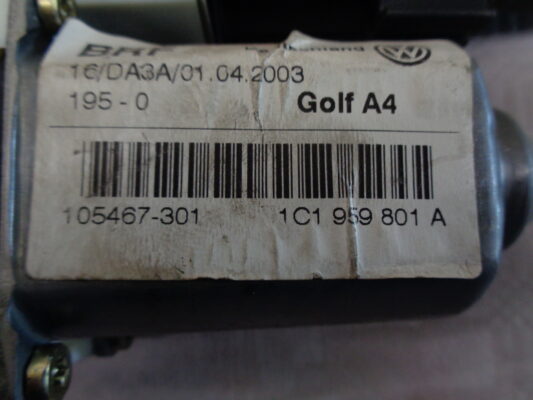 16/DA3A/01.04.2003
195 - 0 Golf A4
105467-301 1C1 959 801 A